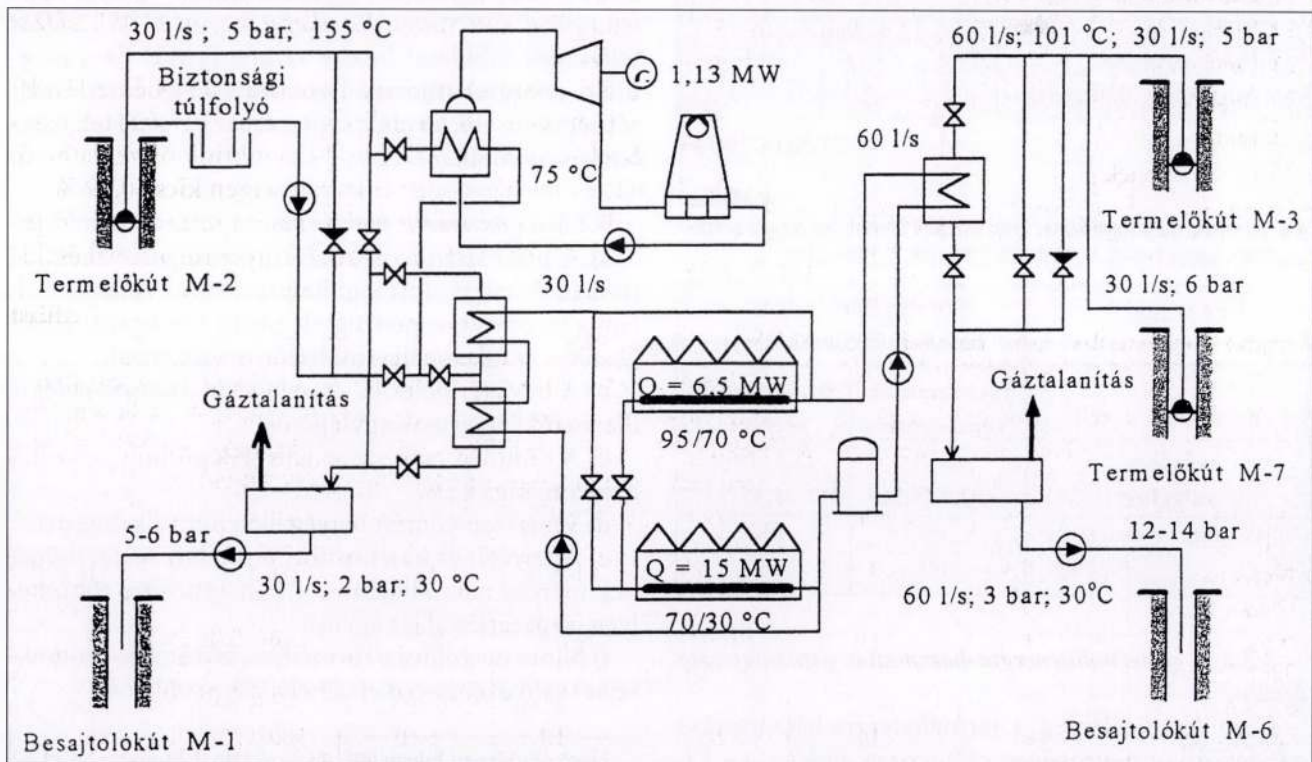 30 l/s ; 5 bar; 155 °C
60 l/s; 101 °C; 30 l/s; 5 bar
Biztonsági
túlfolyó
1,13 MW
60 l/s
75 °C
Termelőkút M-3
Termelőkút M-2
30 l/s
30 l/s; 6 bar
Gáztalanítás
Q = 6,5 MW
Gáztalanítás
95/70 °C
Termelőkút M-7
5-6 bar
12-14 bar
30 l/s; 2 bar; 30 °C
Q = 15 MW
60 l/s; 3 bar; 30°C
70/30 °C
Besajtolókút M-1
Besajtolókút M-6